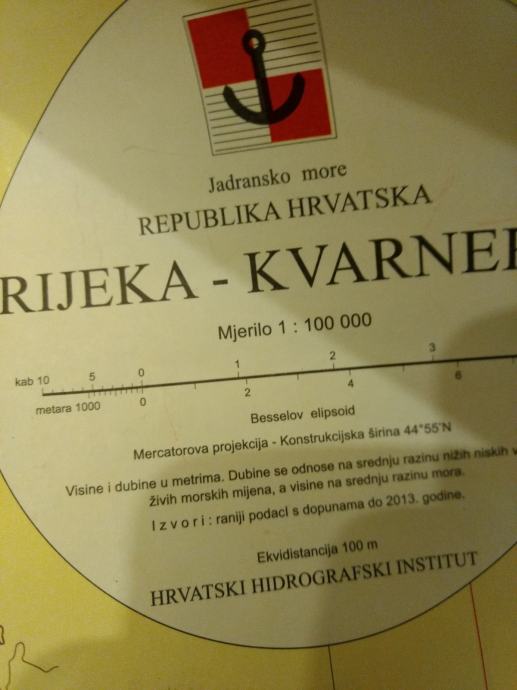 Jadransko more
REPUBLIKA HRVATSKA
RIJEKA - KVARNER
Mjerilo 1 : 100 000
kab 10 5 0 1 2 3
metara 1000 0 2 4 6
Besselov elipsoid
Mercatorova projekcija - Konstrukcijska širina 44°55'N
Visine i dubine u metrima. Dubine se odnose na srednju razinu nižih niskih v
živih morskih mijena, a visine na srednju razinu mora.
Izvori: raniji podaci s dopunama do 2013. godine.
Ekvidistancija 100 m
HRVATSKI HIDROGRAFSKI INSTITUT